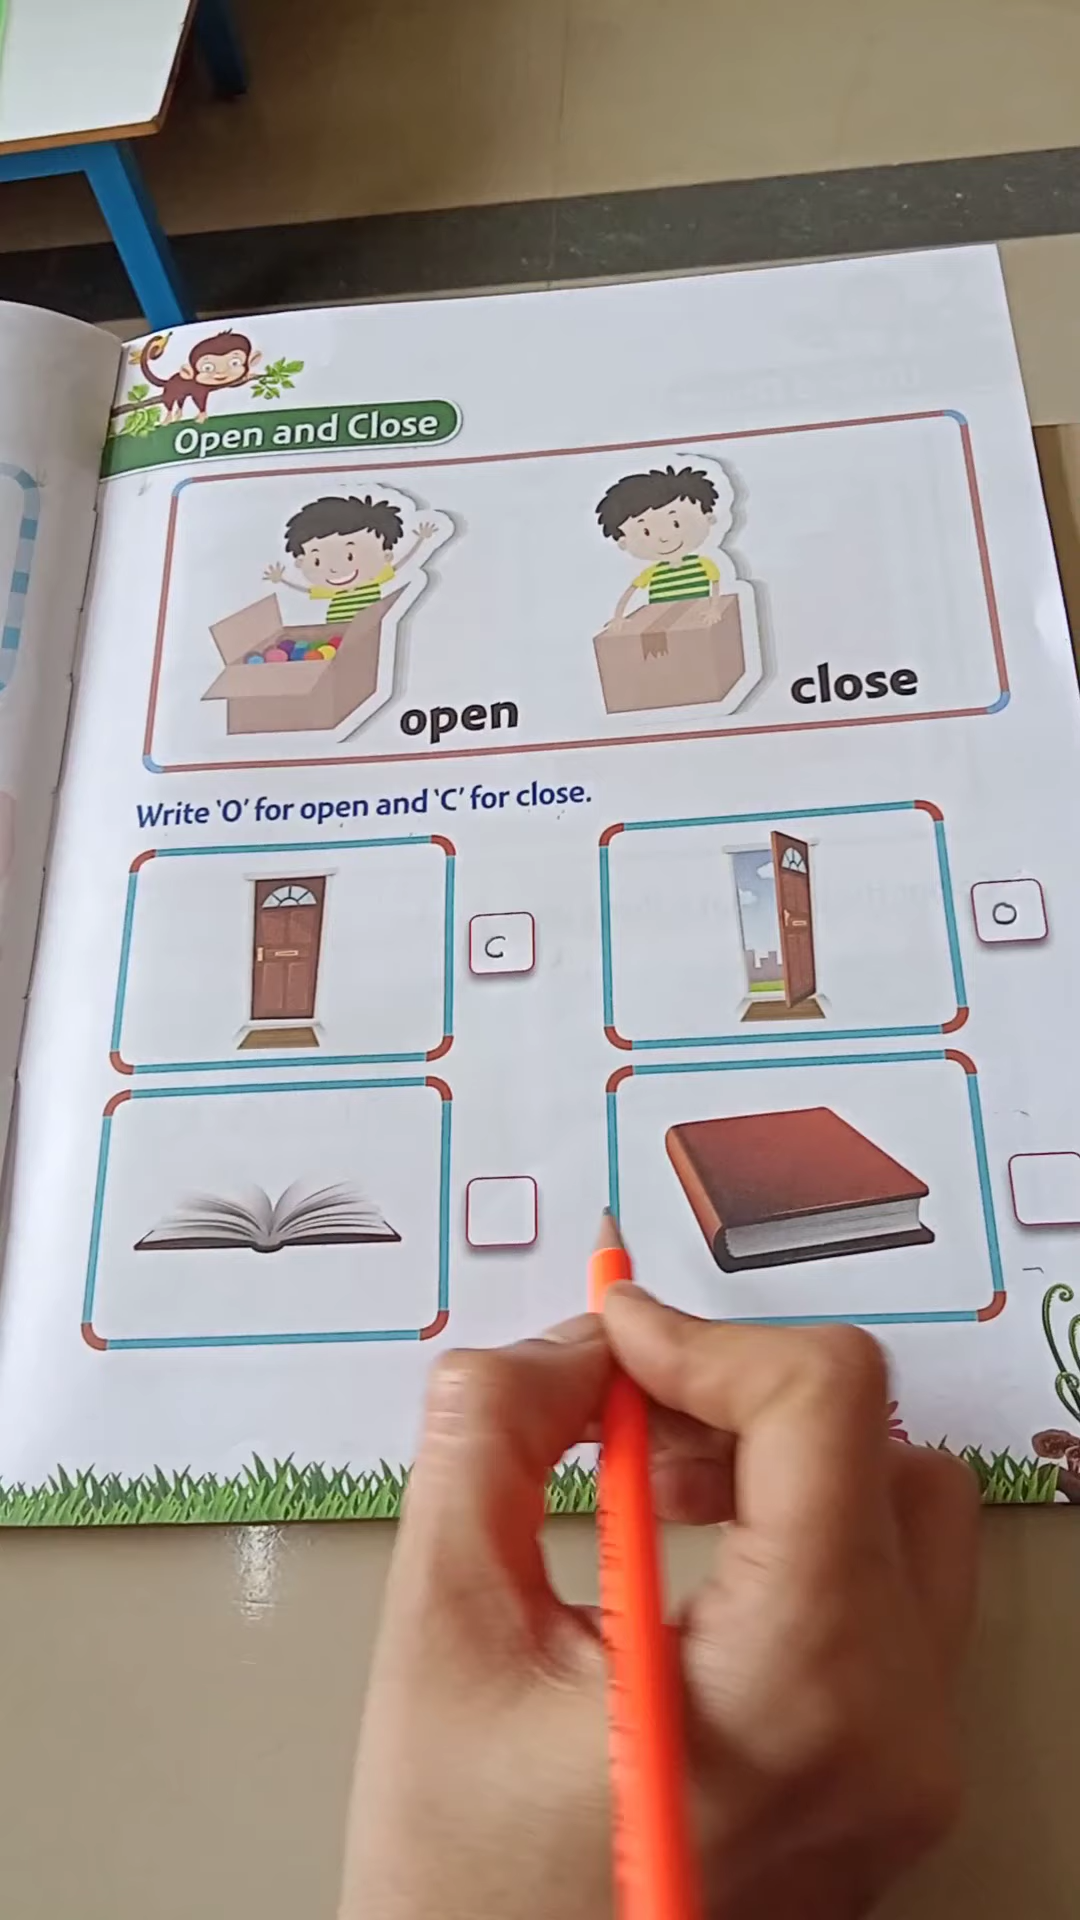 Open and Close
open
close
Write 'O' for open and 'C' for close.
C
O